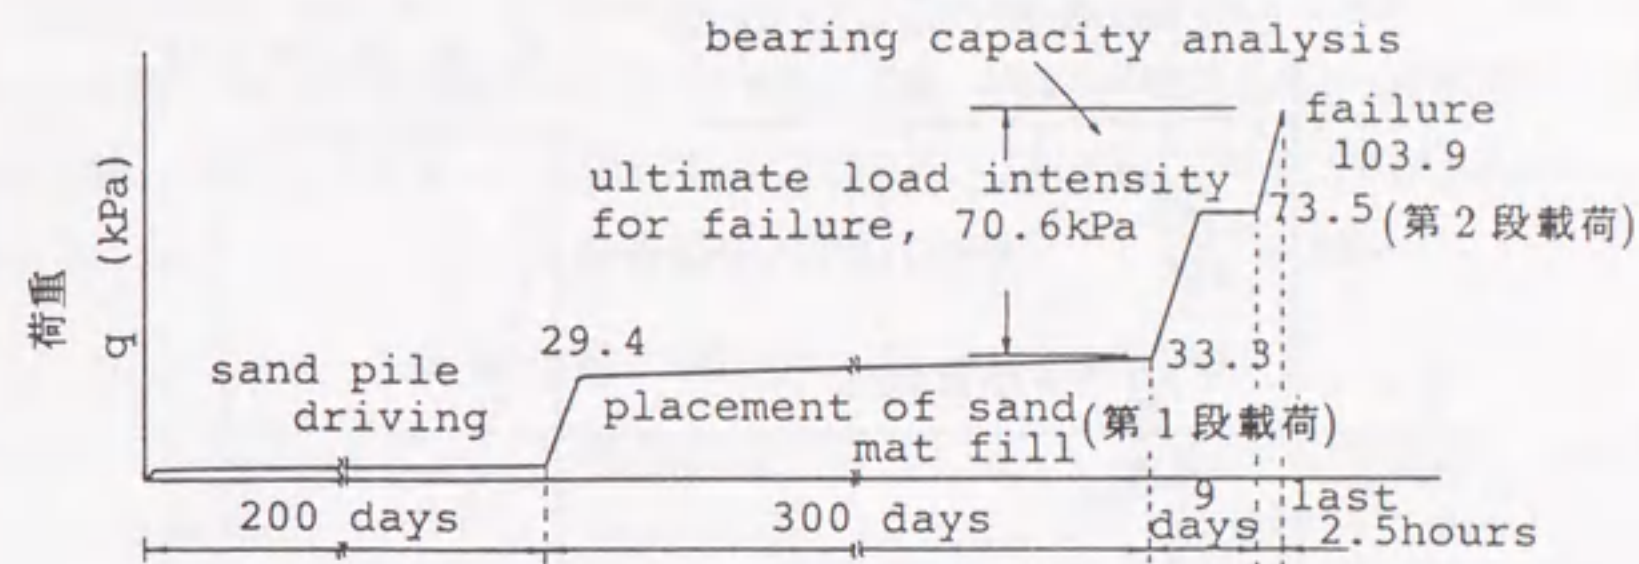 bearing capacity analysis
failure
103.9
ultimate load intensity
for failure, 70.6kPa
73.5(第2段載荷)
荷重
q (kPa)
29.4
33.3
sand pile
driving
placement of sand(第1段載荷)
mat fill
200 days
300 days
9
days
last
2.5hours